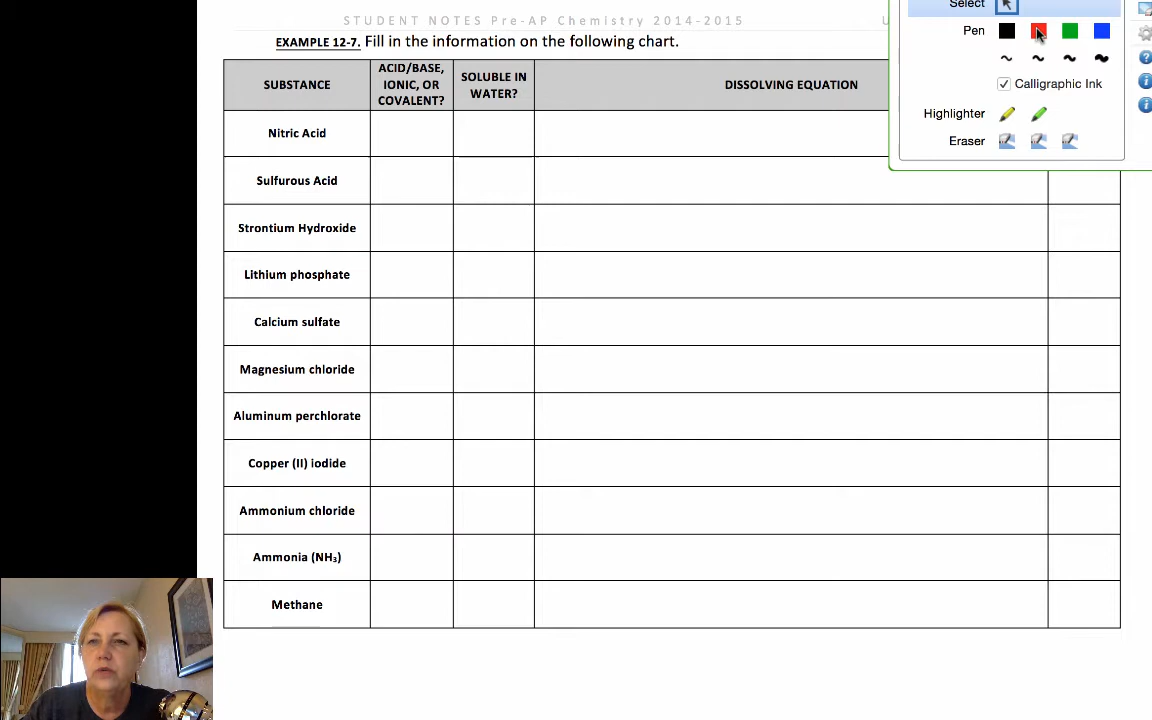 Select
STUDENT NOTES Pre-AP Chemistry 2014-2015 U
Pen
EXAMPLE 12-7. Fill in the information on the following chart.
SUBSTANCE
ACID/BASE,
IONIC, OR
COVALENT?
SOLUBLE IN
WATER?
DISSOLVING EQUATION
Calligraphic Ink
Highlighter
Eraser
Nitric Acid
Sulfurous Acid
Strontium Hydroxide
Lithium phosphate
Calcium sulfate
Magnesium chloride
Aluminum perchlorate
Copper (II) iodide
Ammonium chloride
Ammonia (NH₃)
Methane